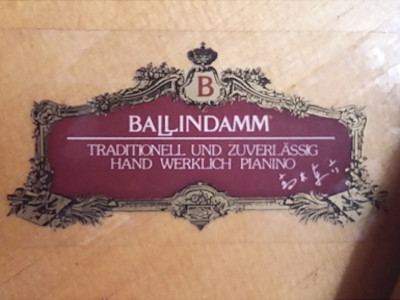 B
BALLINDAMM
TRADITIONELL UND ZUVERLÄSSIG
HAND WERKLICH PIANINO